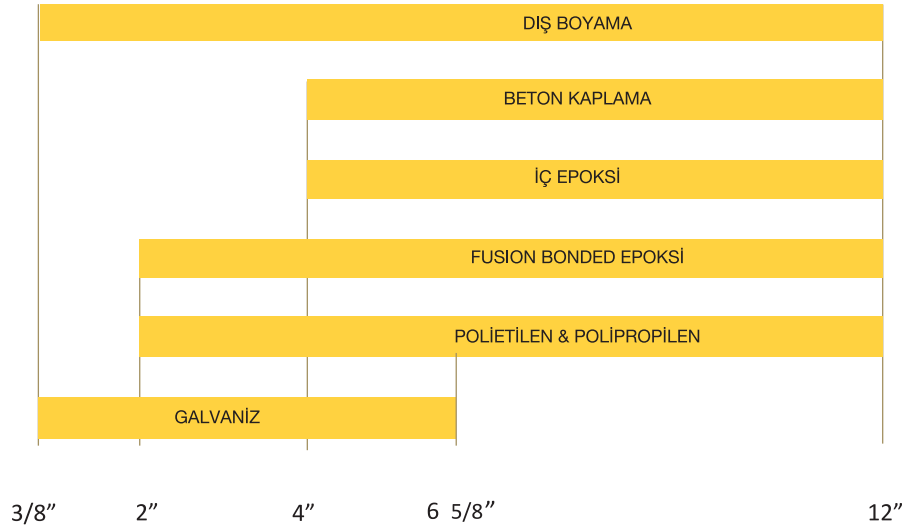 DIŞ BOYAMA
BETON KAPLAMA
İÇ EPOKSİ
FUSION BONDED EPOKSİ
POLİETİLEN & POLİPROPİLEN
GALVANİZ
3/8” 2” 4” 6 5/8” 12”